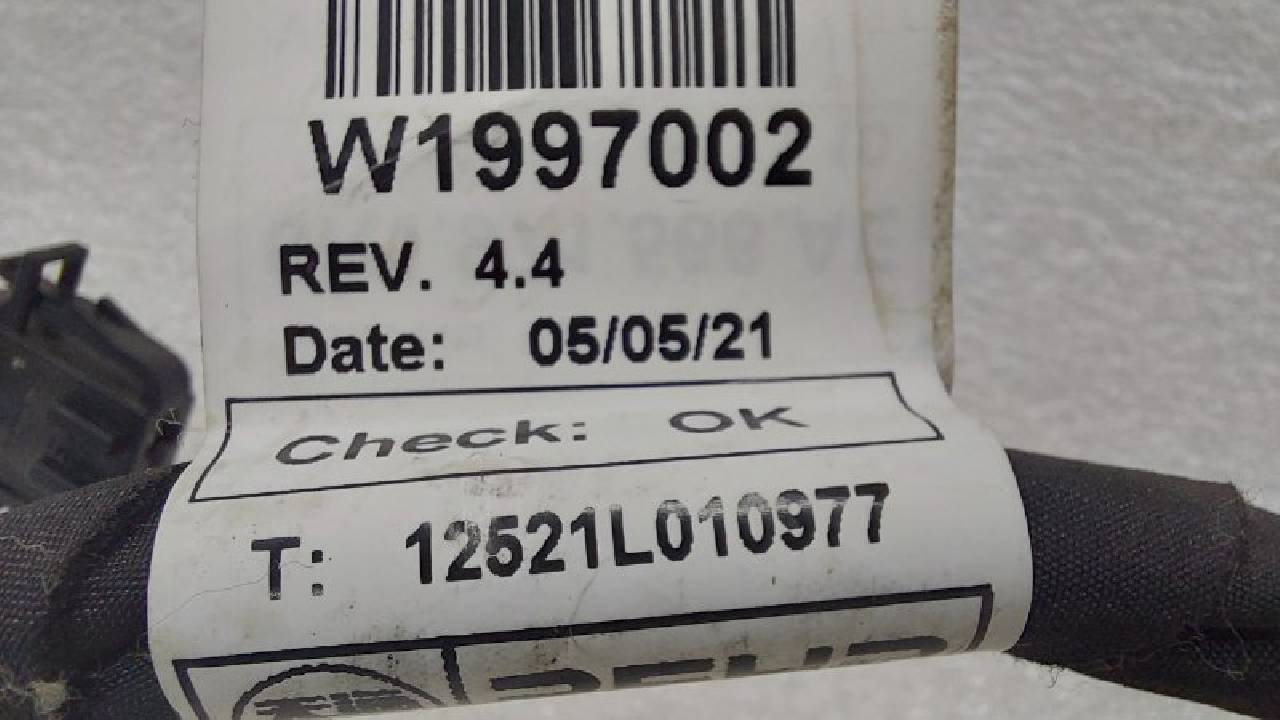 W1997002
REV. 4.4
Date: 05/05/21
Check: OK
T: 12521L010977